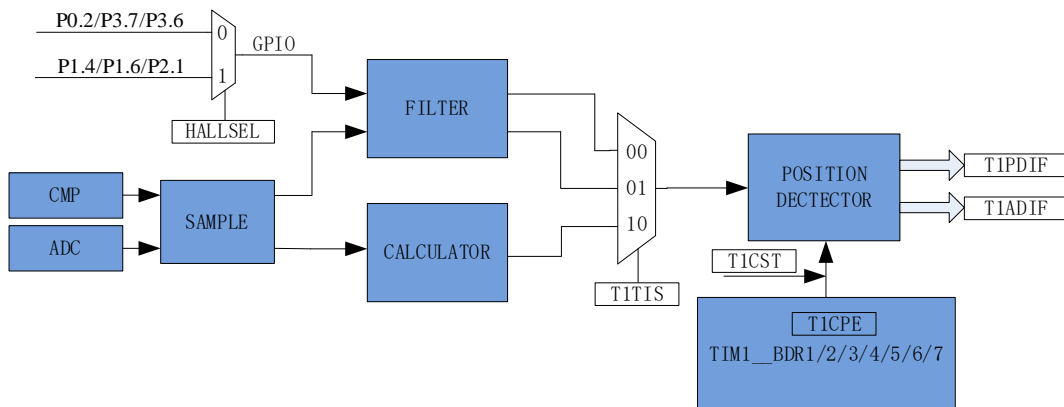 P0.2/P3.7/P3.6
0
GPIO
P1.4/P1.6/P2.1
1
HALLSEL
FILTER
CMP
ADC
SAMPLE
CALCULATOR
00
01
10
T1TIS
POSITION
DECTECTOR
T1PDIF
T1ADIF
T1CST
T1CPE
TIM1__BDR1/2/3/4/5/6/7